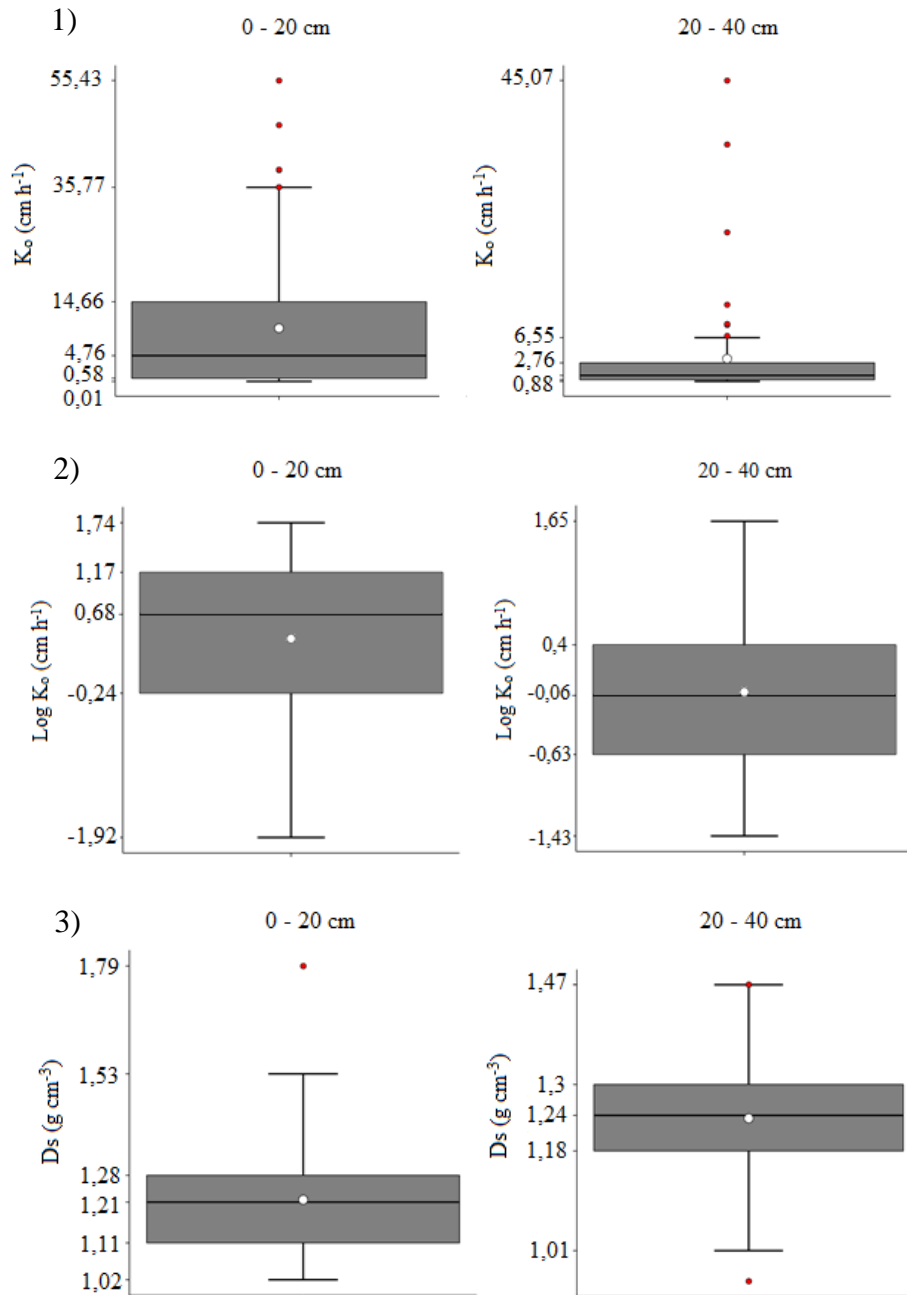 1)
0 - 20 cm
55,43
35,77
14,66
4,76
0,58
0,01
Kₒ (cm h⁻¹)
20 - 40 cm
45,07
6,55
2,76
0,88
Kₒ (cm h⁻¹)
2)
0 - 20 cm
1,74
1,17
0,68
-0,24
-1,92
Log Kₒ (cm h⁻¹)
20 - 40 cm
1,65
0,4
-0,06
-0,63
-1,43
Log Kₒ (cm h⁻¹)
3)
0 - 20 cm
1,79
1,53
1,28
1,21
1,11
1,02
Ds (g cm⁻³)
20 - 40 cm
1,47
1,3
1,24
1,18
1,01
Ds (g cm⁻³)